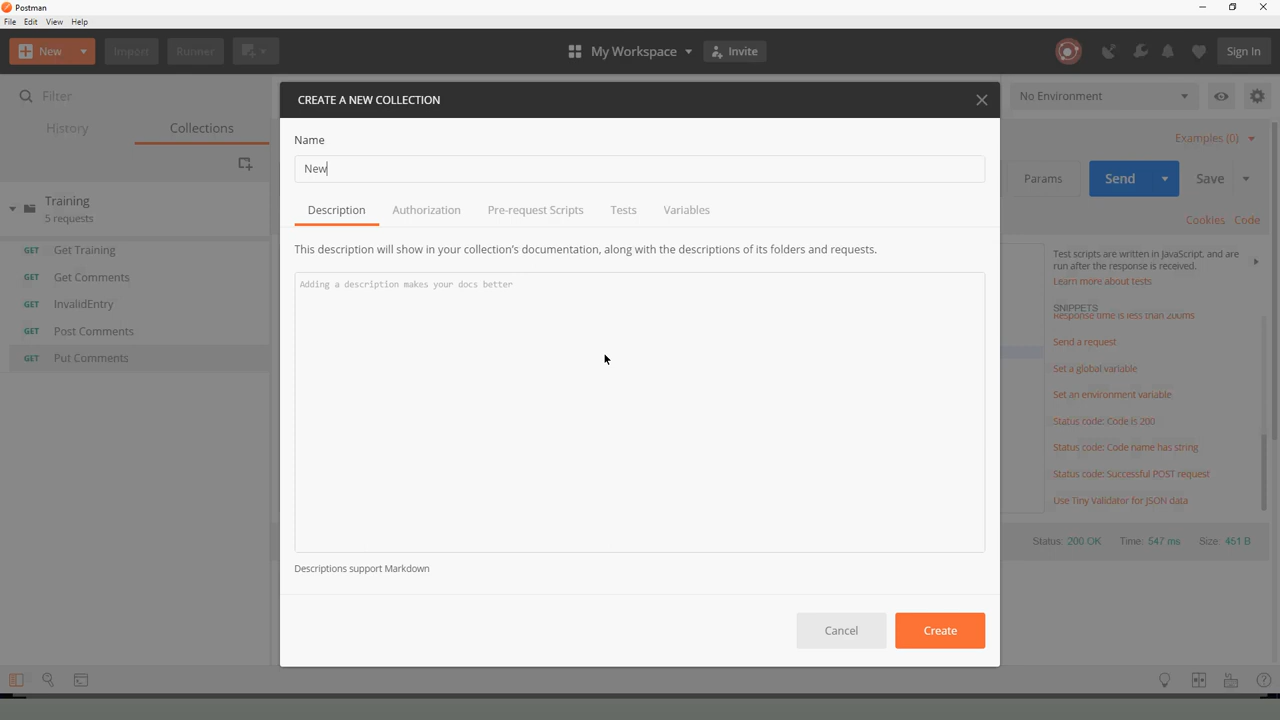 Postman
File Edit View Help
New Import Runner My Workspace Invite Sign In
Filter
History Collections
Training
5 requests
GET Get Training
GET Get Comments
GET InvalidEntry
GET Post Comments
GET Put Comments
CREATE A NEW COLLECTION
Name
New
Description Authorization Pre-request Scripts Tests Variables
This description will show in your collection's documentation, along with the descriptions of its folders and requests.
Adding a description makes your docs better
Descriptions support Markdown
Cancel Create
No Environment
Examples (0)
Params Send Save
Cookies Code
Test scripts are written in JavaScript, and are
run after the response is received.
Learn more about tests
SNIPPETS
Response time is less than 200ms
Send a request
Set a global variable
Set an environment variable
Status code: Code is 200
Status code: Code name has string
Status code: Successful POST request
Use Tiny Validator for JSON data
Status: 200 OK Time: 547 ms Size: 451 B